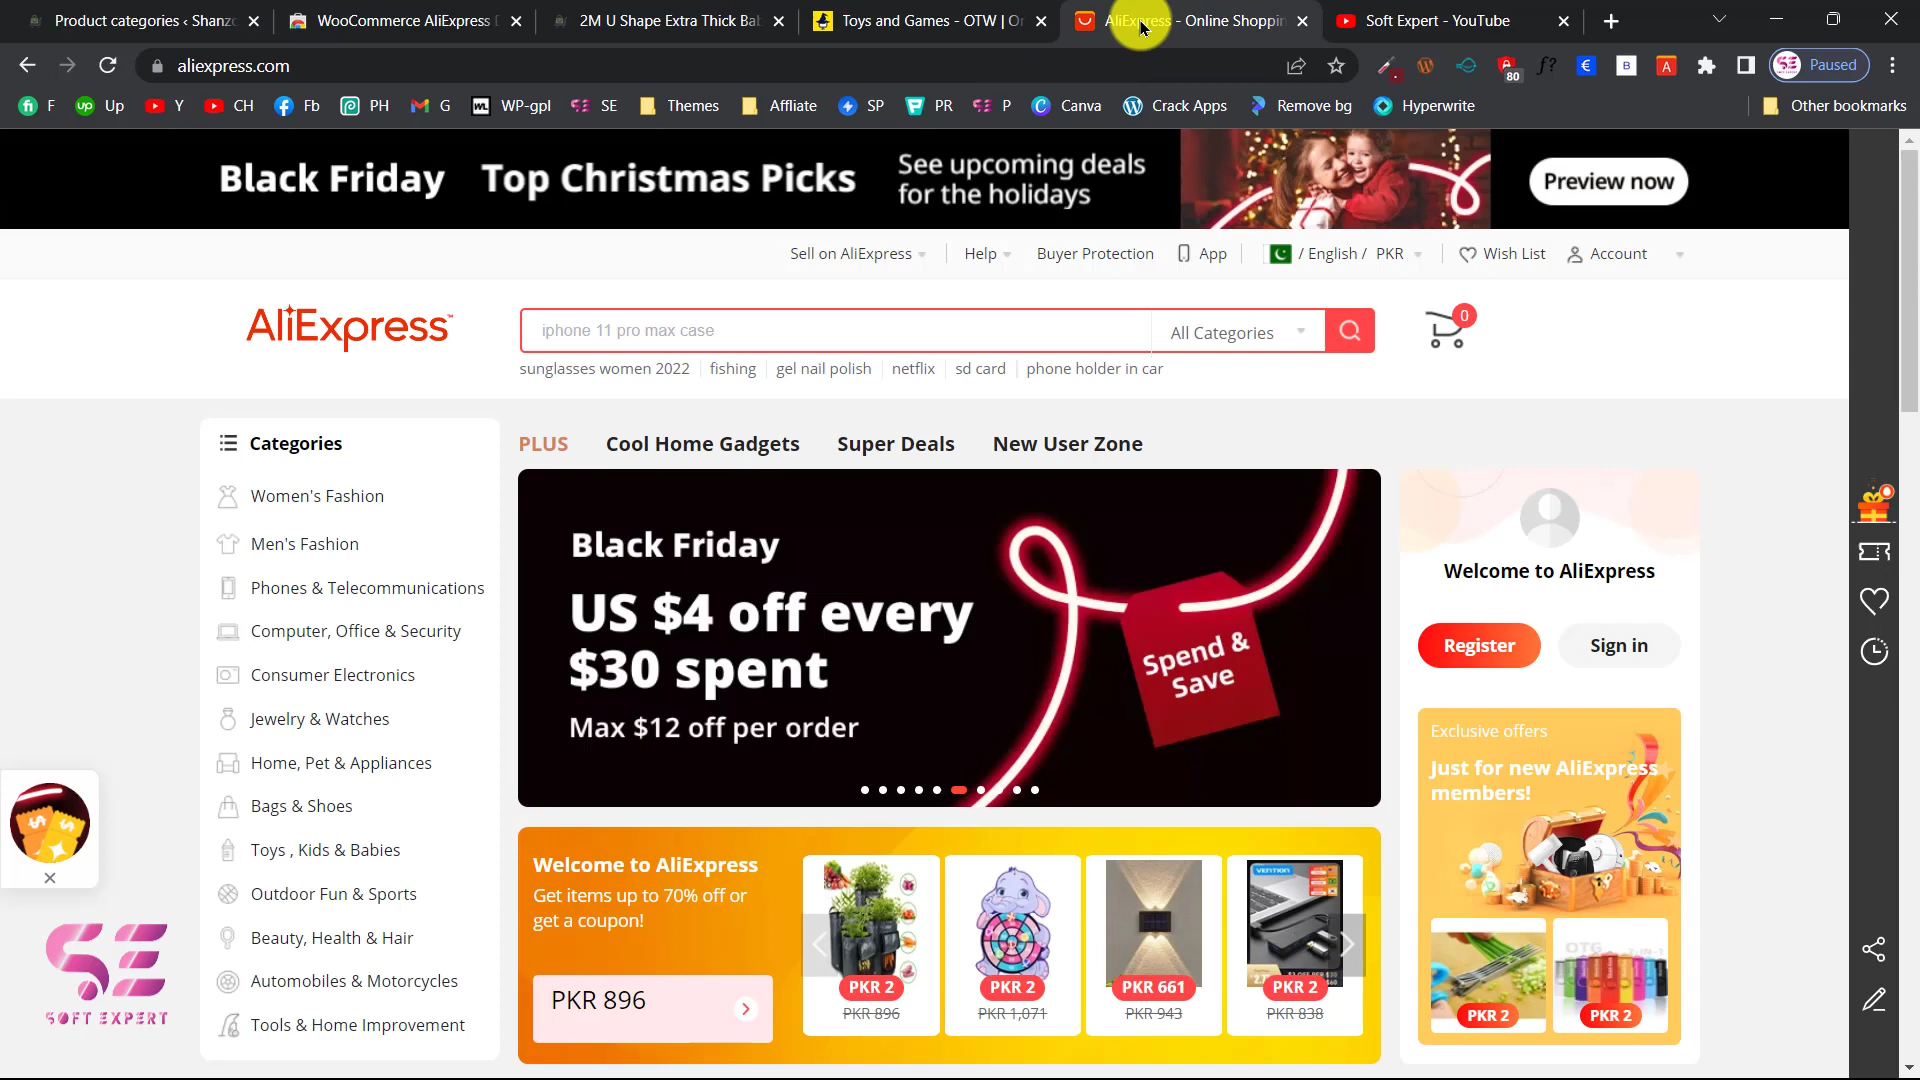 Product categories ‹ Shanzo
WooCommerce AliExpress
2M U Shape Extra Thick Bab
Toys and Games - OTW | Or
AliExpress - Online Shoppin
Soft Expert - YouTube
aliexpress.com
80
f?
€
B
A
Paused
F
Up
Y
CH
Fb
PH
G
WP-gpl
SE
Themes
Affliate
SP
PR
P
Canva
Crack Apps
Remove bg
Hyperwrite
Other bookmarks
Black Friday
Top Christmas Picks
See upcoming deals
for the holidays
Preview now
Sell on AliExpress
Help
Buyer Protection
App
/ English / PKR
Wish List
Account
AliExpress™
iphone 11 pro max case
All Categories
0
sunglasses women 2022
fishing
gel nail polish
netflix
sd card
phone holder in car
Categories
Women's Fashion
Men's Fashion
Phones & Telecommunications
Computer, Office & Security
Consumer Electronics
Jewelry & Watches
Home, Pet & Appliances
Bags & Shoes
Toys , Kids & Babies
Outdoor Fun & Sports
Beauty, Health & Hair
Automobiles & Motorcycles
Tools & Home Improvement
PLUS
Cool Home Gadgets
Super Deals
New User Zone
Black Friday
US $4 off every
$30 spent
Max $12 off per order
Spend &
Save
Welcome to AliExpress
Register
Sign in
Exclusive offers
Just for new AliExpress
members!
PKR 2
PKR 2
Welcome to AliExpress
Get items up to 70% off or
get a coupon!
PKR 896
PKR 2
PKR 896
PKR 2
PKR 1,071
PKR 661
PKR 943
VENTION
PKR 2
PKR 838
OTG
SE
SOFT EXPERT